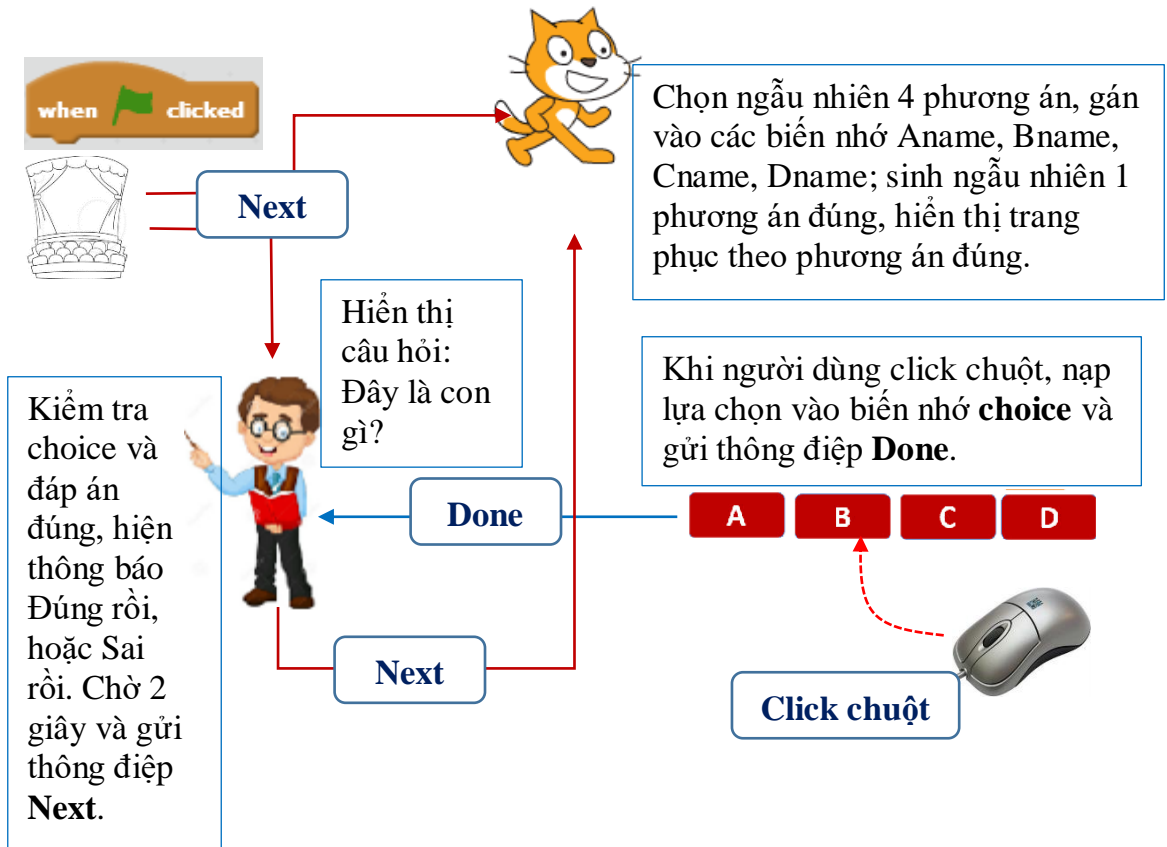 when clicked
Next
Chọn ngẫu nhiên 4 phương án, gán
vào các biến nhớ Aname, Bname,
Cname, Dname; sinh ngẫu nhiên 1
phương án đúng, hiển thị trang
phục theo phương án đúng.
Hiển thị
câu hỏi:
Đây là con
gì?
Khi người dùng click chuột, nạp
lựa chọn vào biến nhớ choice và
gửi thông điệp Done.
Kiểm tra
choice và
đáp án
đúng, hiện
thông báo
Đúng rồi,
hoặc Sai
rồi. Chờ 2
giây và gửi
thông điệp
Next.
Done
A B C D
Next
Click chuột